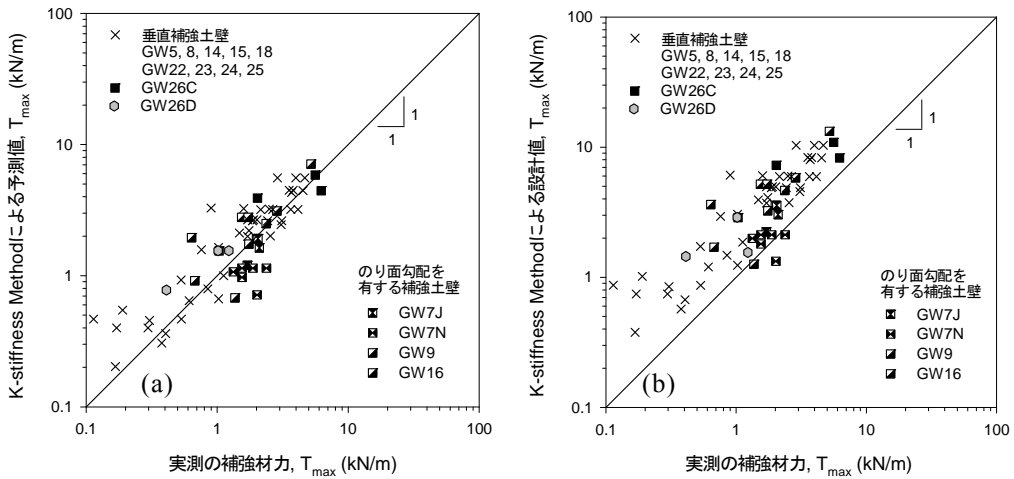 100
10
1
0.1
K-stiffness Methodによる予測値, Tmax (kN/m)
垂直補強土壁
GW5, 8, 14, 15, 18
GW22, 23, 24, 25
GW26C
GW26D
1
1
のり面勾配を
有する補強土壁
GW7J
GW7N
GW9
GW16
(a)
0.1
1
10
100
実測の補強材力, Tmax (kN/m)
100
10
1
0.1
K-stiffness Methodによる設計値, Tmax (kN/m)
垂直補強土壁
GW5, 8, 14, 15, 18
GW22, 23, 24, 25
GW26C
GW26D
1
1
のり面勾配を
有する補強土壁
GW7J
GW7N
GW9
GW16
(b)
0.1
1
10
100
実測の補強材力, Tmax (kN/m)